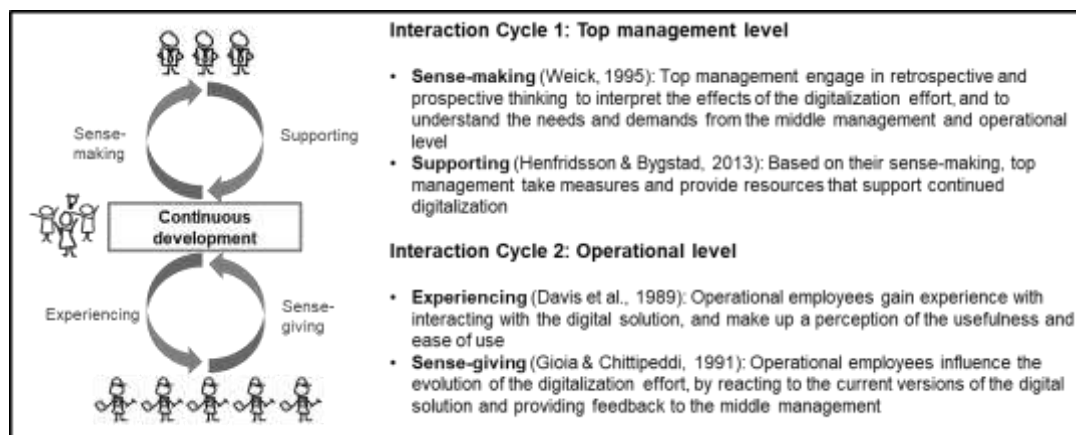 Sense-
making
Supporting
Continuous
development
Experiencing
Sense-
giving
Interaction Cycle 1: Top management level
• Sense-making (Weick, 1995): Top management engage in retrospective and
prospective thinking to interpret the effects of the digitalization effort, and to
understand the needs and demands from the middle management and operational
level
• Supporting (Henfridsson & Bygstad, 2013): Based on their sense-making, top
management take measures and provide resources that support continued
digitalization
Interaction Cycle 2: Operational level
• Experiencing (Davis et al., 1989): Operational employees gain experience with
interacting with the digital solution, and make up a perception of the usefulness and
ease of use
• Sense-giving (Gioia & Chittipeddi, 1991): Operational employees influence the
evolution of the digitalization effort, by reacting to the current versions of the digital
solution and providing feedback to the middle management